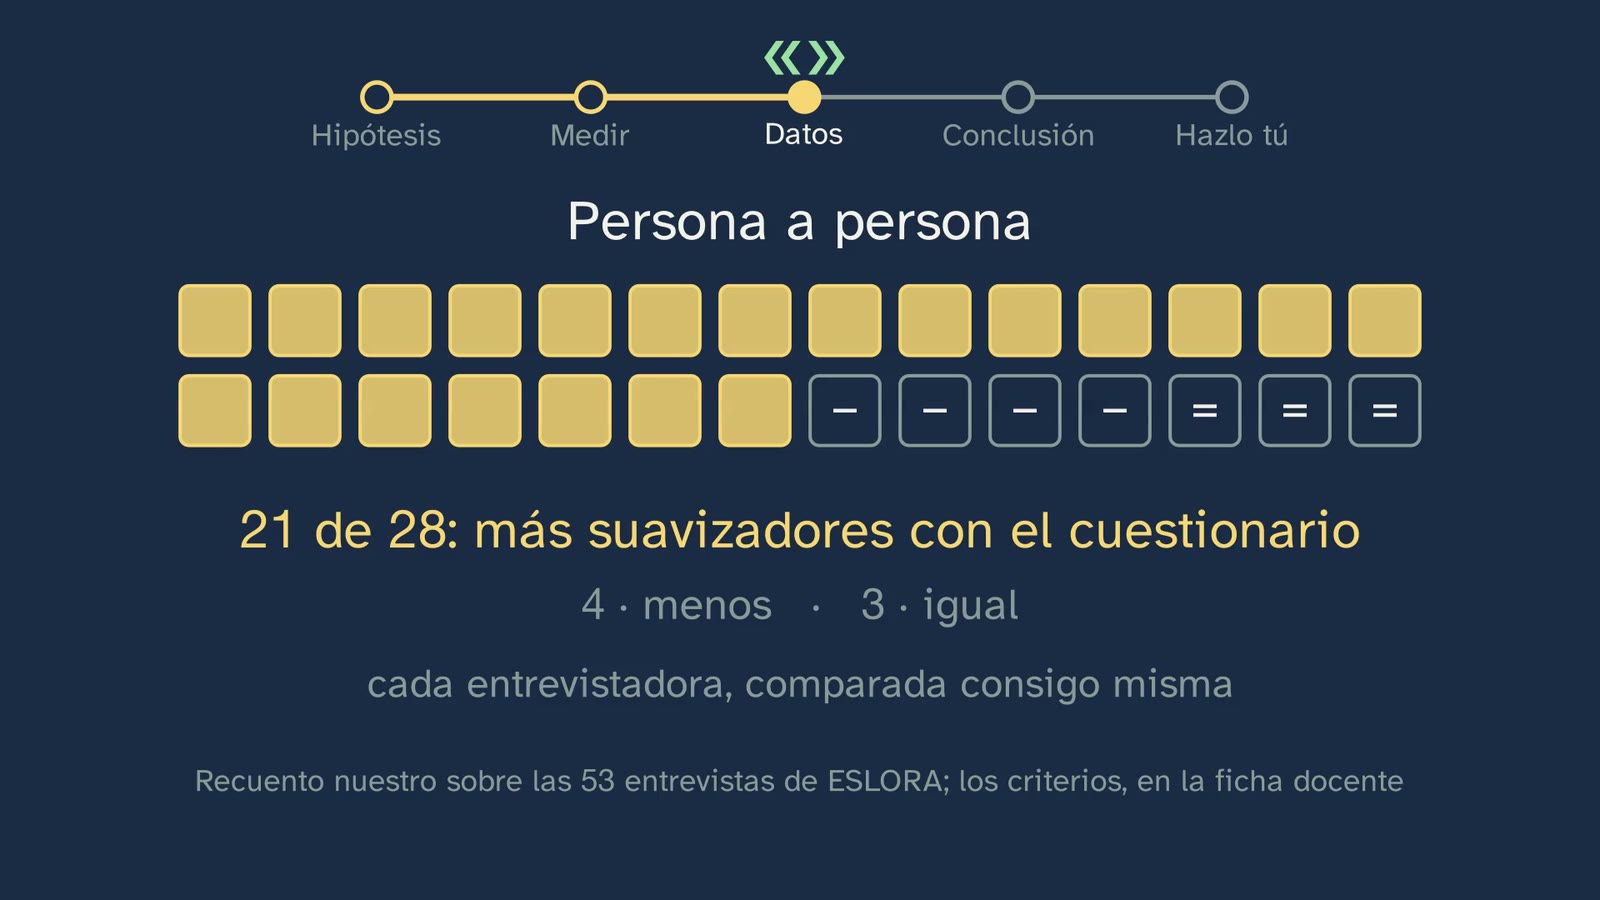 «»
Hipótesis Medir Datos Conclusión Hazlo tú
Persona a persona
– – – – = = =
21 de 28: más suavizadores con el cuestionario
4 · menos · 3 · igual
cada entrevistadora, comparada consigo misma
Recuento nuestro sobre las 53 entrevistas de ESLORA; los criterios, en la ficha docente